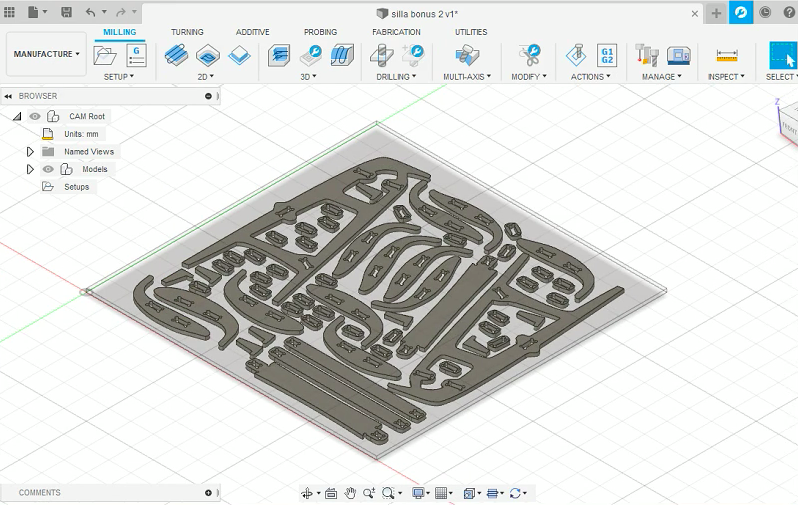 silla bonus 2 v1*
MILLING TURNING ADDITIVE PROBING FABRICATION UTILITIES
MANUFACTURE
G
G1
G2
SETUP 2D 3D DRILLING MULTI-AXIS MODIFY ACTIONS MANAGE INSPECT SELECT
BROWSER
CAM Root
Units: mm
Named Views
Models
Setups
Z
FRONT
COMMENTS